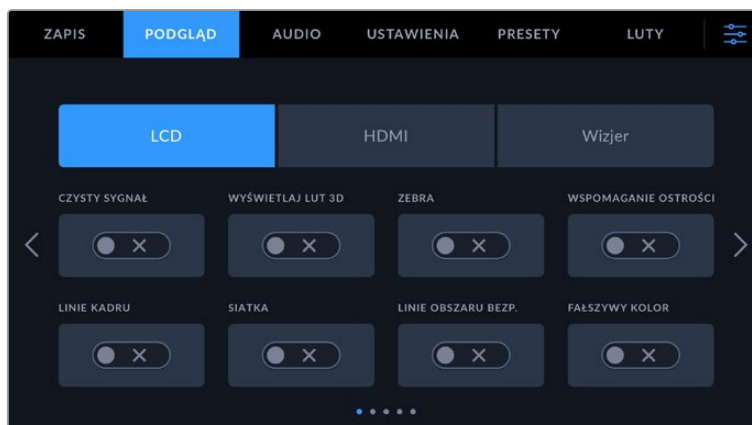 ZAPIS PODGLĄD AUDIO USTAWIENIA PRESETY LUTY
LCD HDMI Wizjer
CZYSTY SYGNAŁ WYŚWIETLAJ LUT 3D ZEBRA WSPOMAGANIE OSTROŚCI
LINIE KADRU SIATKA LINIE OBSZARU BEZP. FAŁSZYWY KOLOR